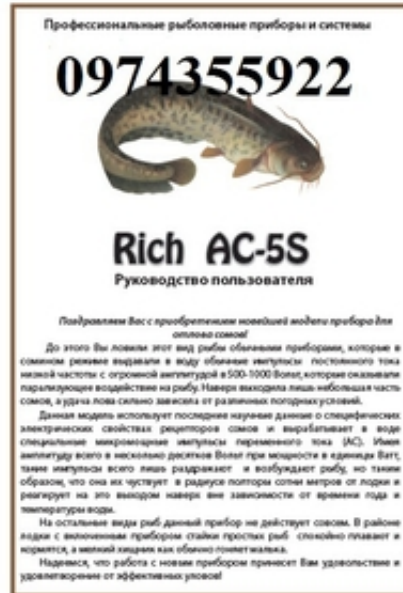 Профессиональные рыболовные приборы и системы
0974355922
Rich AC-5S
Руководство пользователя
Поздравляем Вас с приобретением новейшей модели прибора для
отлова сомов!
До этого Вы ловили этот вид рыбы обычными приборами, которые в
сомином режиме выдавали в воду обычные импульсы постоянного тока
низкой частоты с огромной амплитудой в 500-1000 Вольт, которые оказывали
парализующее воздействие на рыбу. Наверх выходила лишь небольшая часть
сомов, а удача лова сильно зависела от различных погодных условий.
Данная модель использует последние научные данные о специфических
электрических свойствах рецепторов сомов и вырабатывает в воде
специальные микромощные импульсы переменного тока (АС). Имея
амплитуду всего в несколько десятков Вольт при мощности в единицы Ватт,
такие импульсы всего лишь раздражают и возбуждают рыбу, но таким
образом, что она их чувствует в радиусе полторы сотни метров от лодки и
реагирует на это выходом наверх вне зависимости от времени года и
температуры воды.
На остальные виды рыб данный прибор не действует совсем. В районе
лодки с включенным прибором стайки простых рыб спокойно плавают и
кормятся, а мелкий хищник как обычно гоняет малька.
Надеемся, что работа с новым прибором принесет Вам удовольствие и
удовлетворение от эффективных уловов!